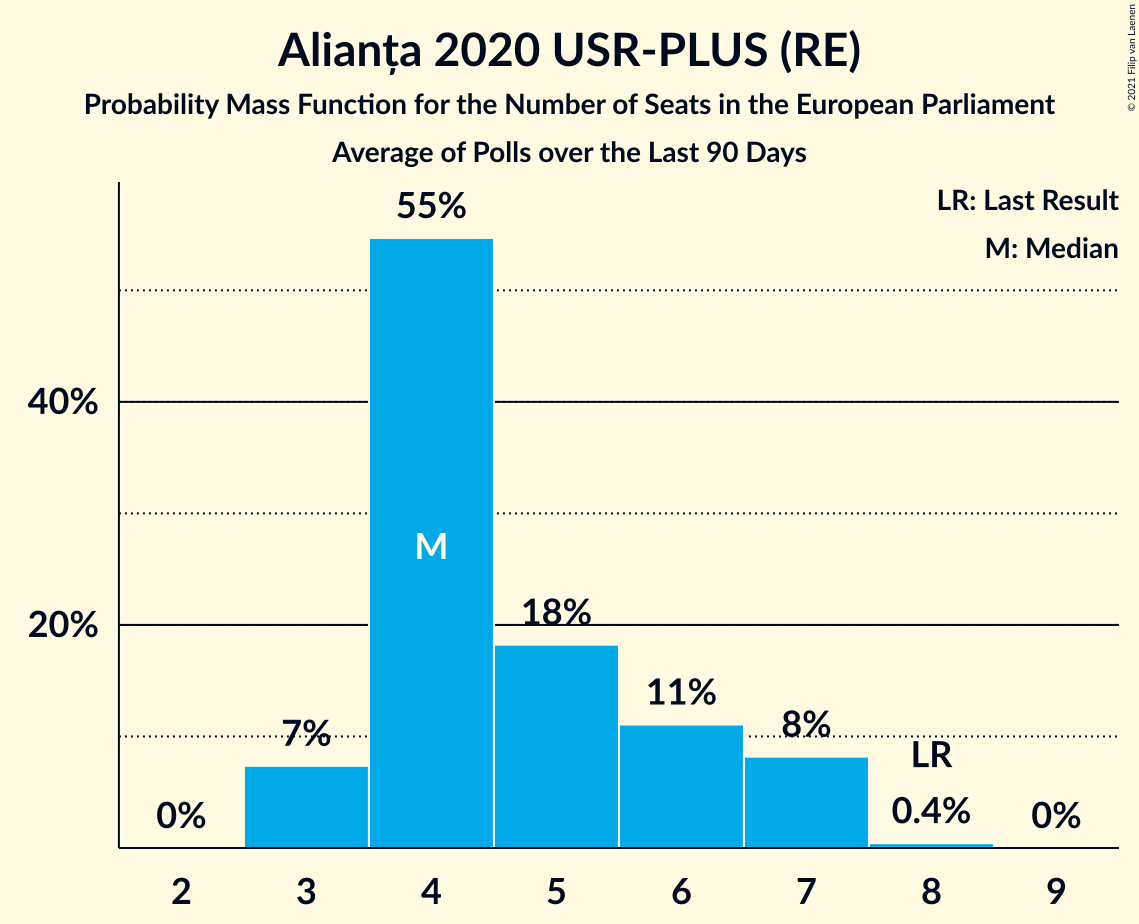 Alianța 2020 USR-PLUS (RE)
Probability Mass Function for the Number of Seats in the European Parliament
Average of Polls over the Last 90 Days
© 2021 Filip van Laenen
LR: Last Result
M: Median
55%
40%
M
20%
18%
11%
7%
8%
LR
0%
0.4%
0%
2 3 4 5 6 7 8 9